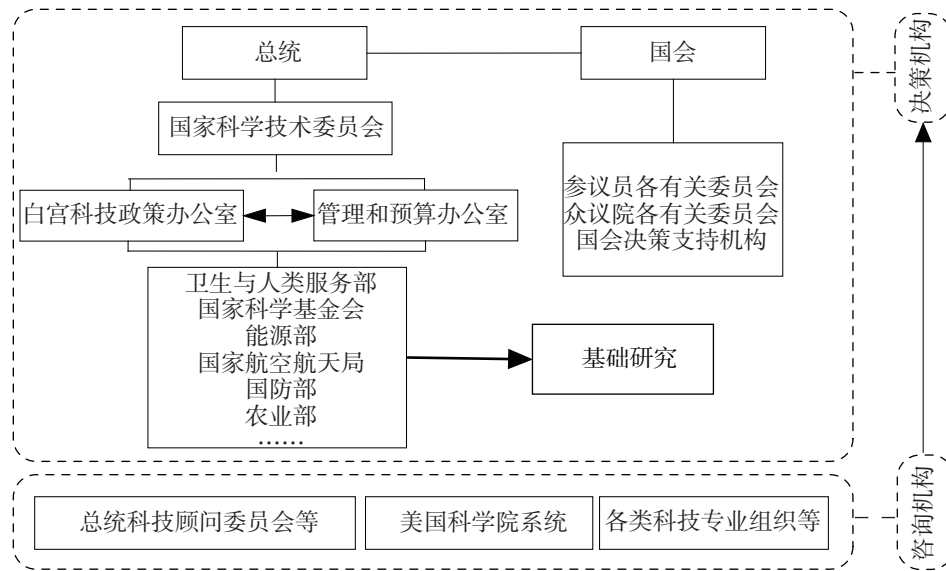 总统
国会
决策机构
国家科学技术委员会
参议员各有关委员会
众议院各有关委员会
国会决策支持机构
白宫科技政策办公室
管理和预算办公室
卫生与人类服务部
国家科学基金会
能源部
国家航空航天局
国防部
农业部
……
基础研究
总统科技顾问委员会等
美国科学院系统
各类科技专业组织等
咨询机构